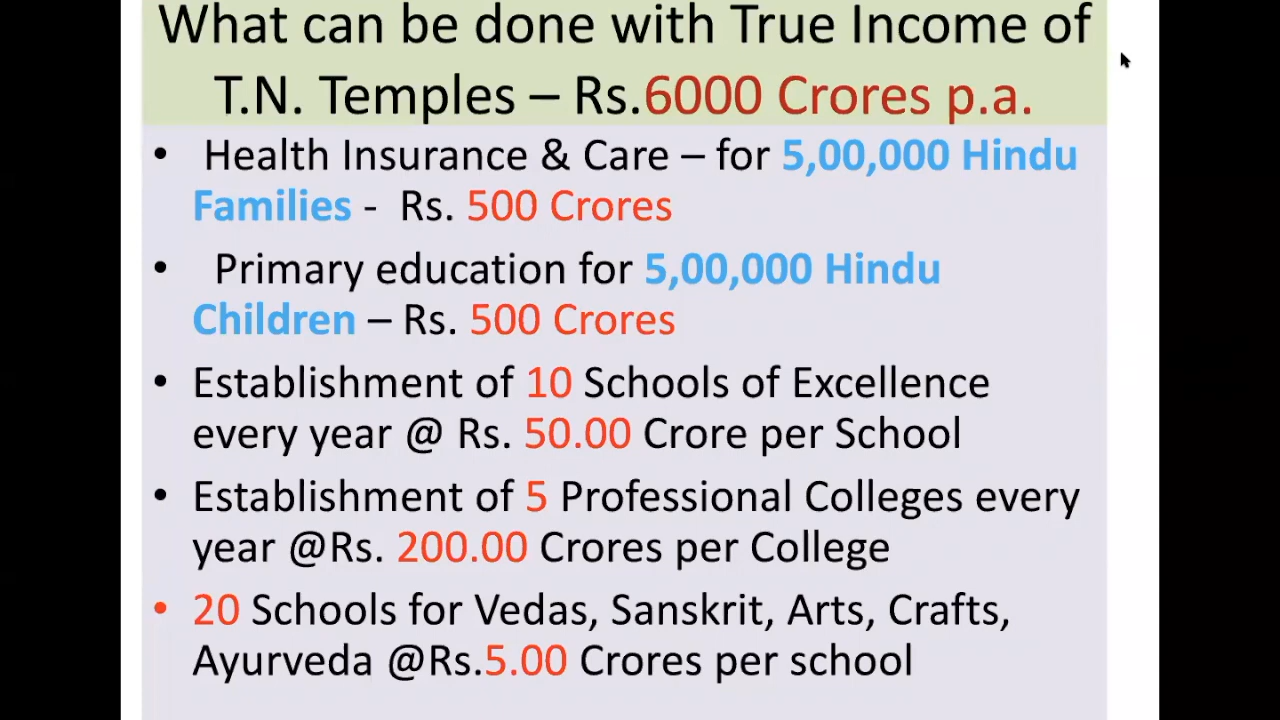 What can be done with True Income of
T.N. Temples – Rs.6000 Crores p.a.
• Health Insurance & Care – for 5,00,000 Hindu
Families - Rs. 500 Crores
• Primary education for 5,00,000 Hindu
Children – Rs. 500 Crores
• Establishment of 10 Schools of Excellence
every year @ Rs. 50.00 Crore per School
• Establishment of 5 Professional Colleges every
year @Rs. 200.00 Crores per College
• 20 Schools for Vedas, Sanskrit, Arts, Crafts,
Ayurveda @Rs.5.00 Crores per school